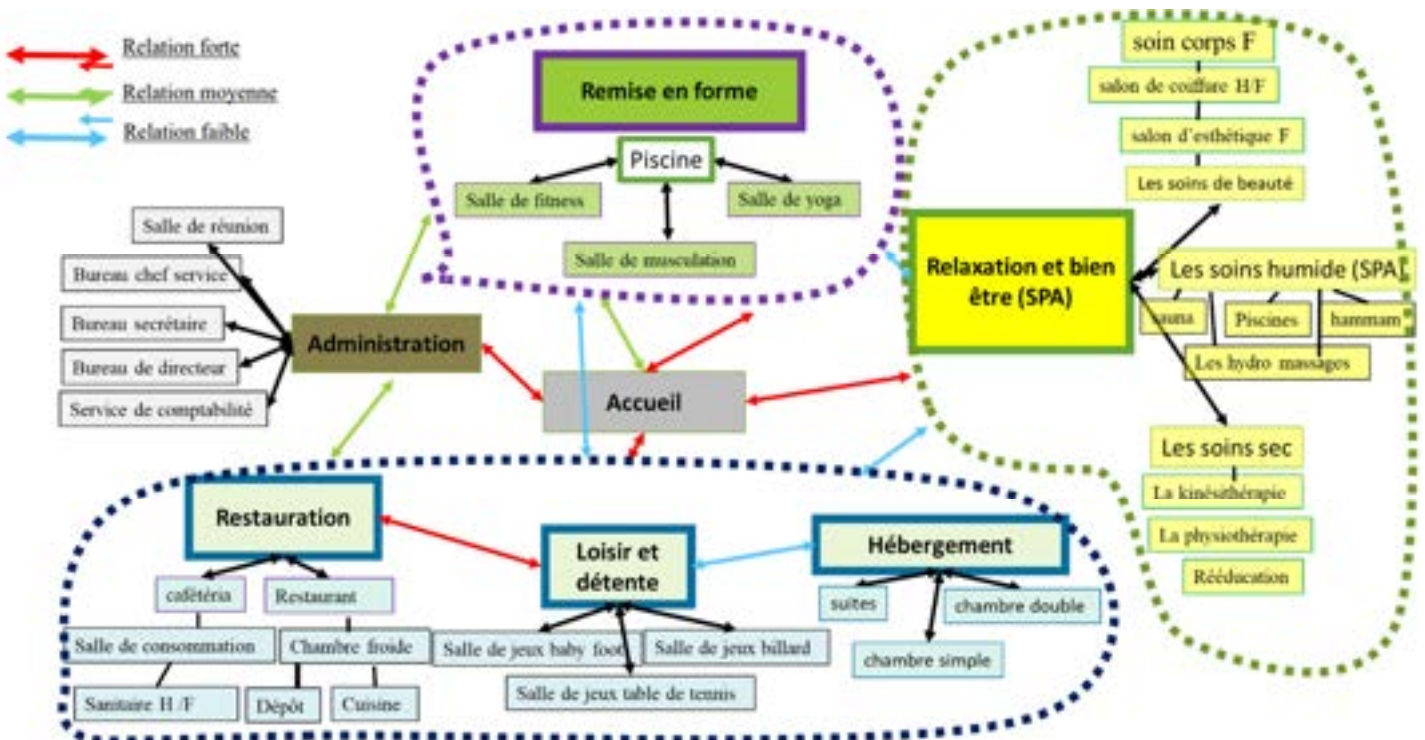 Relation forte
Relation moyenne
Relation faible
Remise en forme
Piscine
Salle de fitness
Salle de yoga
Salle de musculation
soin corps F
salon de coiffure H/F
salon d'esthétique F
Les soins de beauté
Relaxation et bien
être (SPA)
Les soins humide (SPA)
sauna
Piscines
hammam
Les hydro massages
Les soins sec
La kinésithérapie
La physiothérapie
Rééducation
Salle de réunion
Bureau chef service
Bureau secrétaire
Bureau de directeur
Service de comptabilité
Administration
Accueil
Restauration
cafétéria
Restaurant
Salle de consommation
Chambre froide
Sanitaire H /F
Dépôt
Cuisine
Loisir et
détente
Salle de jeux baby foot
Salle de jeux billard
Salle de jeux table de tennis
Hébergement
suites
chambre double
chambre simple